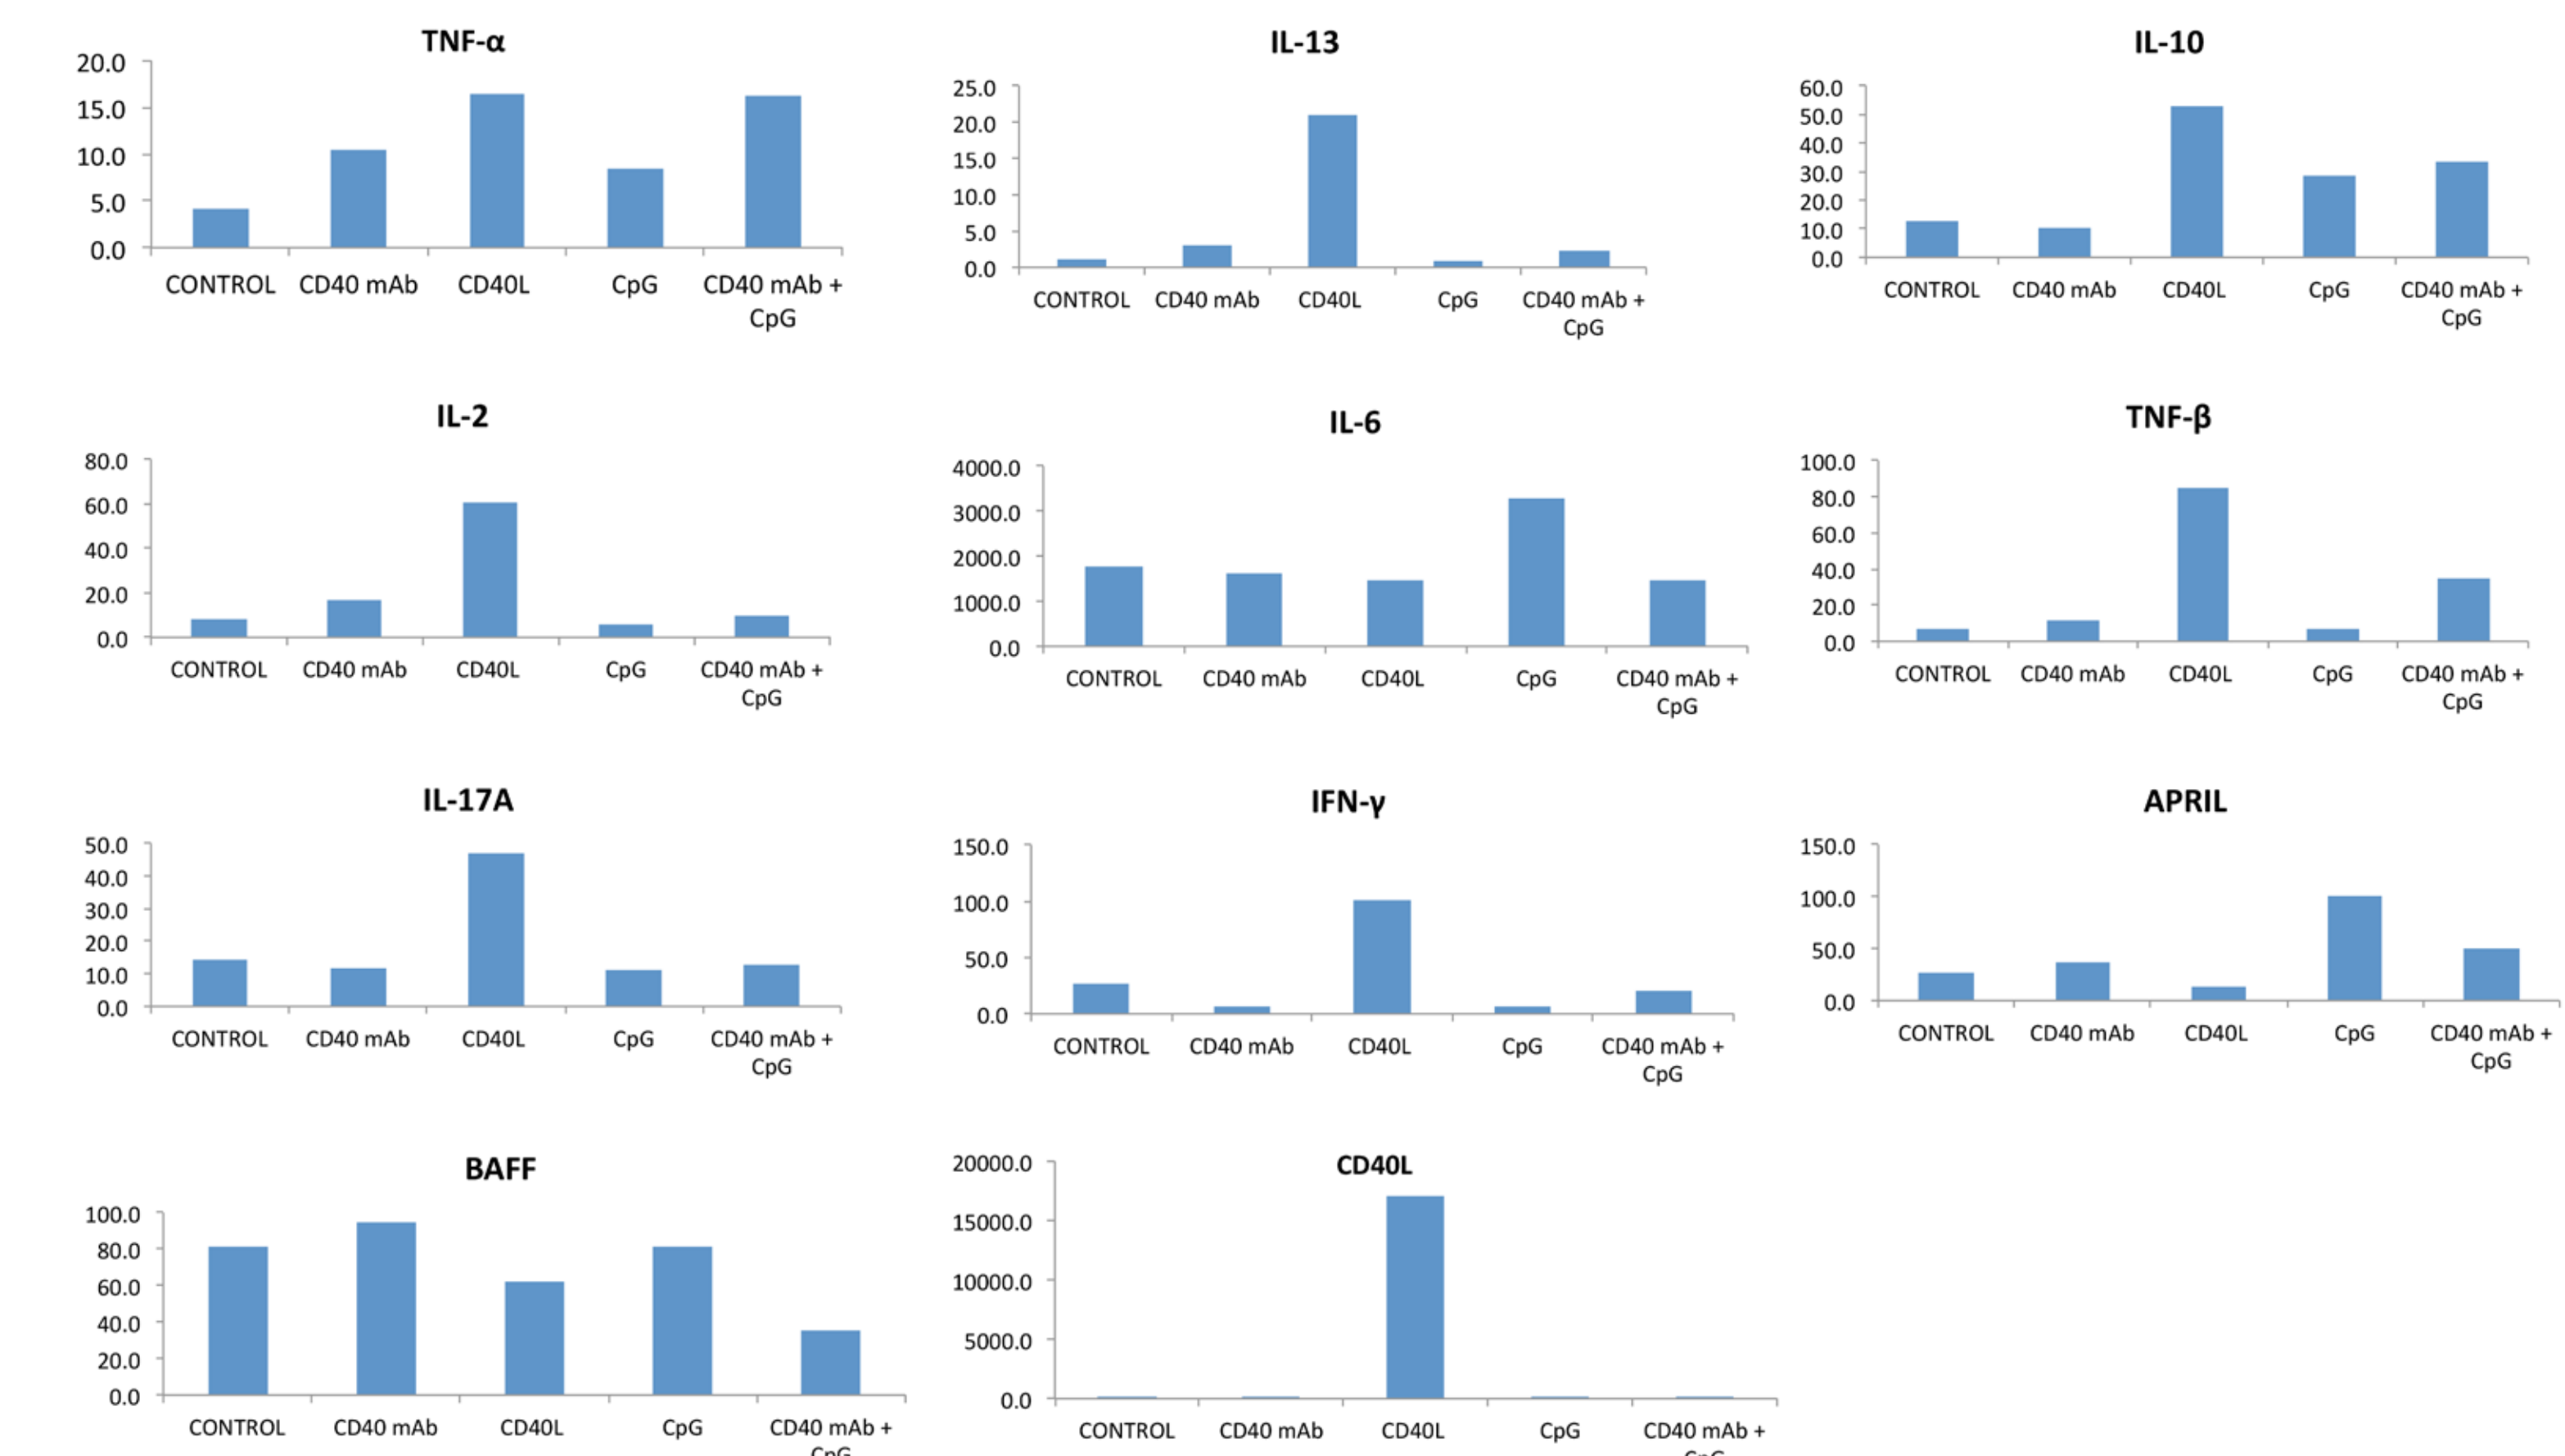 TNF-α
20.0
15.0
10.0
5.0
0.0
CONTROL CD40 mAb CD40L CpG CD40 mAb +
CpG
IL-13
25.0
20.0
15.0
10.0
5.0
0.0
CONTROL CD40 mAb CD40L CpG CD40 mAb +
CpG
IL-10
60.0
50.0
40.0
30.0
20.0
10.0
0.0
CONTROL CD40 mAb CD40L CpG CD40 mAb +
CpG
IL-2
80.0
60.0
40.0
20.0
0.0
CONTROL CD40 mAb CD40L CpG CD40 mAb +
CpG
IL-6
4000.0
3000.0
2000.0
1000.0
0.0
CONTROL CD40 mAb CD40L CpG CD40 mAb +
CpG
TNF-β
100.0
80.0
60.0
40.0
20.0
0.0
CONTROL CD40 mAb CD40L CpG CD40 mAb +
CpG
IL-17A
50.0
40.0
30.0
20.0
10.0
0.0
CONTROL CD40 mAb CD40L CpG CD40 mAb +
CpG
IFN-γ
150.0
100.0
50.0
0.0
CONTROL CD40 mAb CD40L CpG CD40 mAb +
CpG
APRIL
150.0
100.0
50.0
0.0
CONTROL CD40 mAb CD40L CpG CD40 mAb +
CpG
BAFF
100.0
80.0
60.0
40.0
20.0
0.0
CONTROL CD40 mAb CD40L CpG CD40 mAb +
CpG
CD40L
20000.0
15000.0
10000.0
5000.0
0.0
CONTROL CD40 mAb CD40L CpG CD40 mAb +
CpG